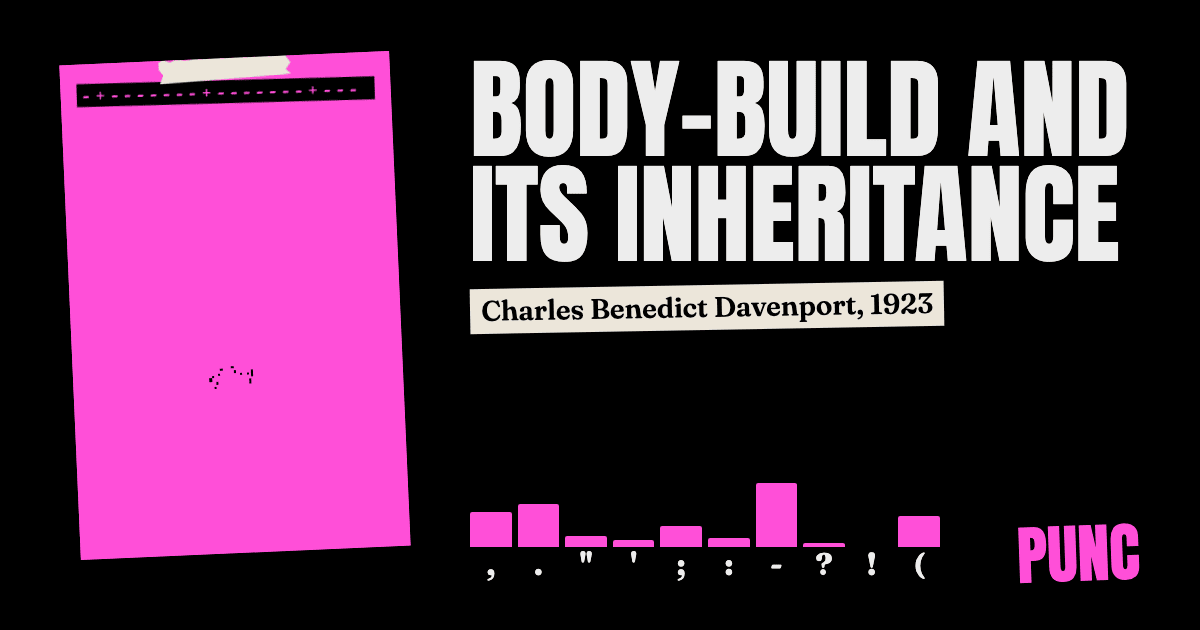 -+-------+-------+---
BODY-BUILD AND
ITS INHERITANCE
Charles Benedict Davenport, 1923
, . " ' ; : - ? ! (
PUNC